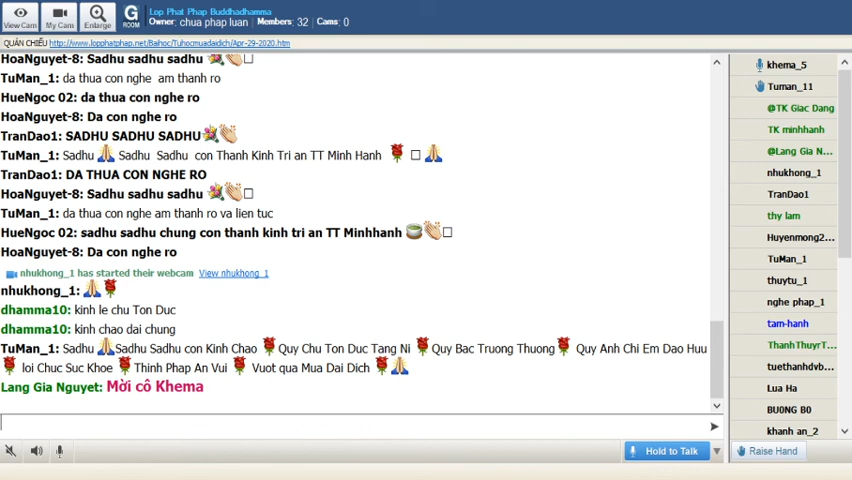 View Cam
My Cam
Enlarge
G
ROOM
Lop Phat Phap Buddhadhamma
Owner: chua phap luan / Members: 32 / Cams: 0
QUÁN CHIẾU http://www.lopphatphap.net/Baihoc/Tuhocmuadaidich/Apr-29-2020.htm
HoaNguyet-8: Sadhu sadhu sadhu
TuMan_1: da thua con nghe am thanh ro
HueNgoc 02: da thua con nghe ro
HoaNguyet-8: Da con nghe ro
TranDao1: SADHU SADHU SADHU
TuMan_1: Sadhu Sadhu Sadhu con Thanh Kinh Tri an TT Minh Hanh
TranDao1: DA THUA CON NGHE RO
HoaNguyet-8: Sadhu sadhu sadhu
TuMan_1: da thua con nghe am thanh ro va lien tuc
HueNgoc 02: sadhu sadhu chung con thanh kinh tri an TT Minhhanh
HoaNguyet-8: Da con nghe ro
nhukhong_1 has started their webcam View nhukhong_1
nhukhong_1:
dhamma10: kinh le chu Ton Duc
dhamma10: kinh chao dai chung
TuMan_1: Sadhu Sadhu Sadhu con Kinh Chao Quy Chu Ton Duc Tang Ni Quy Bac Truong Thuong Quy Anh Chi Em Dao Huu
loi Chuc Suc Khoe Thinh Phap An Vui Vuot qua Mua Dai Dich
Lang Gia Nguyet: Mời cô Khema
Hold to Talk
khema_5
Tuman_11
@TK Giac Dang
TK minhhanh
@Lang Gia N...
nhukhong_1
TranDao1
thy lam
Huyenmong2...
TuMan_1
thuytu_1
nghe phap_1
tam-hanh
ThanhThuyrT...
tuethanhdvb...
Lua Ha
BU0NG B0
khanh an_2
Raise Hand